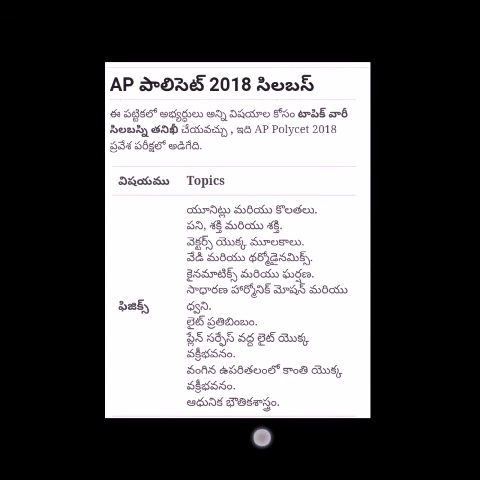 AP పాలిసెట్ 2018 సిలబస్
ఈ పట్టికలో అభ్యర్థులు అన్ని విషయాల కోసం టాపిక్ వారీ
సిలబస్ని తనిఖీ చేయవచ్చు , ఇది AP Polycet 2018
ప్రవేశ పరీక్షలో అడిగేది.
విషయము Topics
యూనిట్లు మరియు కొలతలు.
పని, శక్తి మరియు శక్తి.
వెక్టర్స్ యొక్క మూలకాలు.
వేడి మరియు థర్మోడైనమిక్స్.
కైనమాటిక్స్ మరియు ఘర్షణ.
సాధారణ హార్మోనిక్ మోషన్ మరియు
ఫిజిక్స్ ధ్వని.
లైట్ ప్రతిబింబం.
ప్లేన్ సర్ఫేస్ వద్ద లైట్ యొక్క
వక్రీభవనం.
వంగిన ఉపరితలంలో కాంతి యొక్క
వక్రీభవనం.
ఆధునిక భౌతికశాస్త్రం.